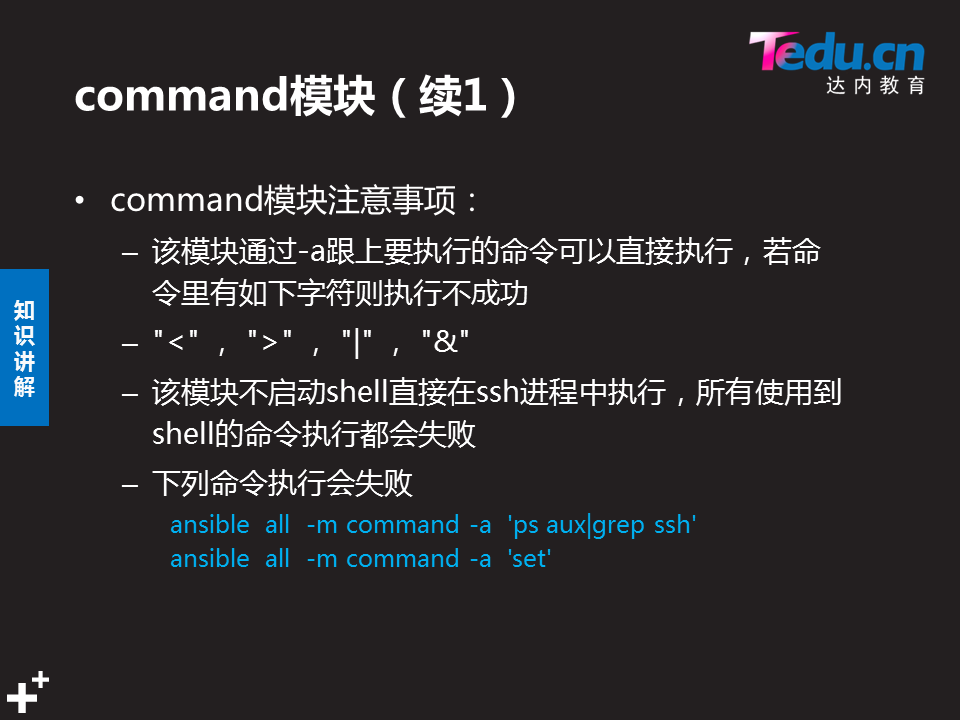 Tedu.cn
达内教育
command模块（续1）
• command模块注意事项：
– 该模块通过-a跟上要执行的命令可以直接执行，若命
令里有如下字符则执行不成功
– "<" ， ">" ， "|" ， "&"
– 该模块不启动shell直接在ssh进程中执行，所有使用到
shell的命令执行都会失败
– 下列命令执行会失败
ansible all -m command -a 'ps aux|grep ssh'
ansible all -m command -a 'set'
知
识
讲
解